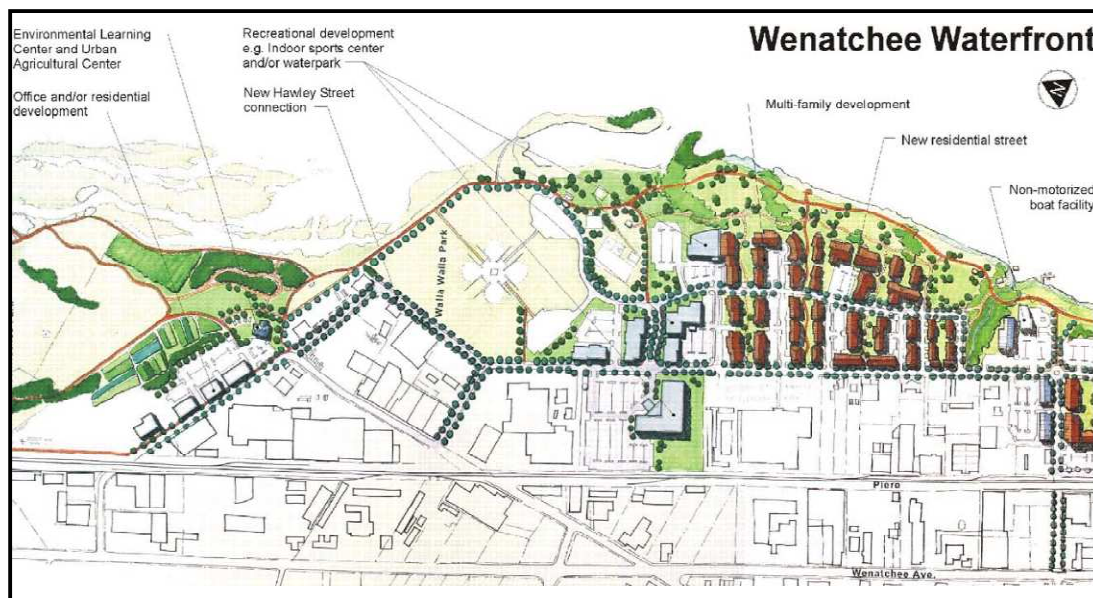 Wenatchee Waterfront
Environmental Learning
Center and Urban
Agricultural Center
Office and/or residential
development
Recreational development
e.g. Indoor sports center
and/or waterpark
New Hawley Street
connection
Multi-family development
New residential street
Non-motorized
boat facility
Walla Walla Park
N
Piere
Wenatchee Ave.